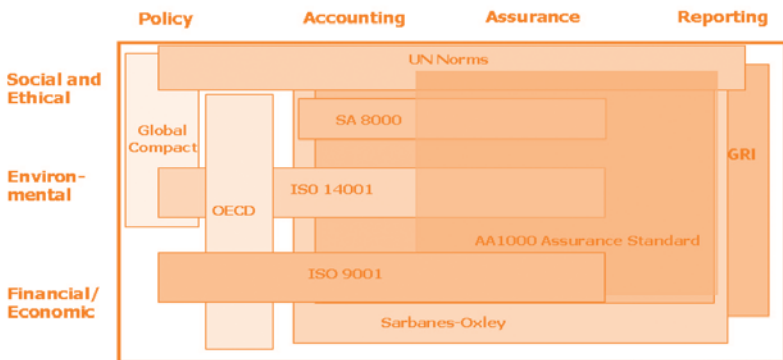 Policy Accounting Assurance Reporting
UN Norms
Social and
Ethical
SA 8000
Global
Compact
GRI
Environ-
mental
ISO 14001
OECD
AA1000 Assurance Standard
ISO 9001
Financial/
Economic
Sarbanes-Oxley